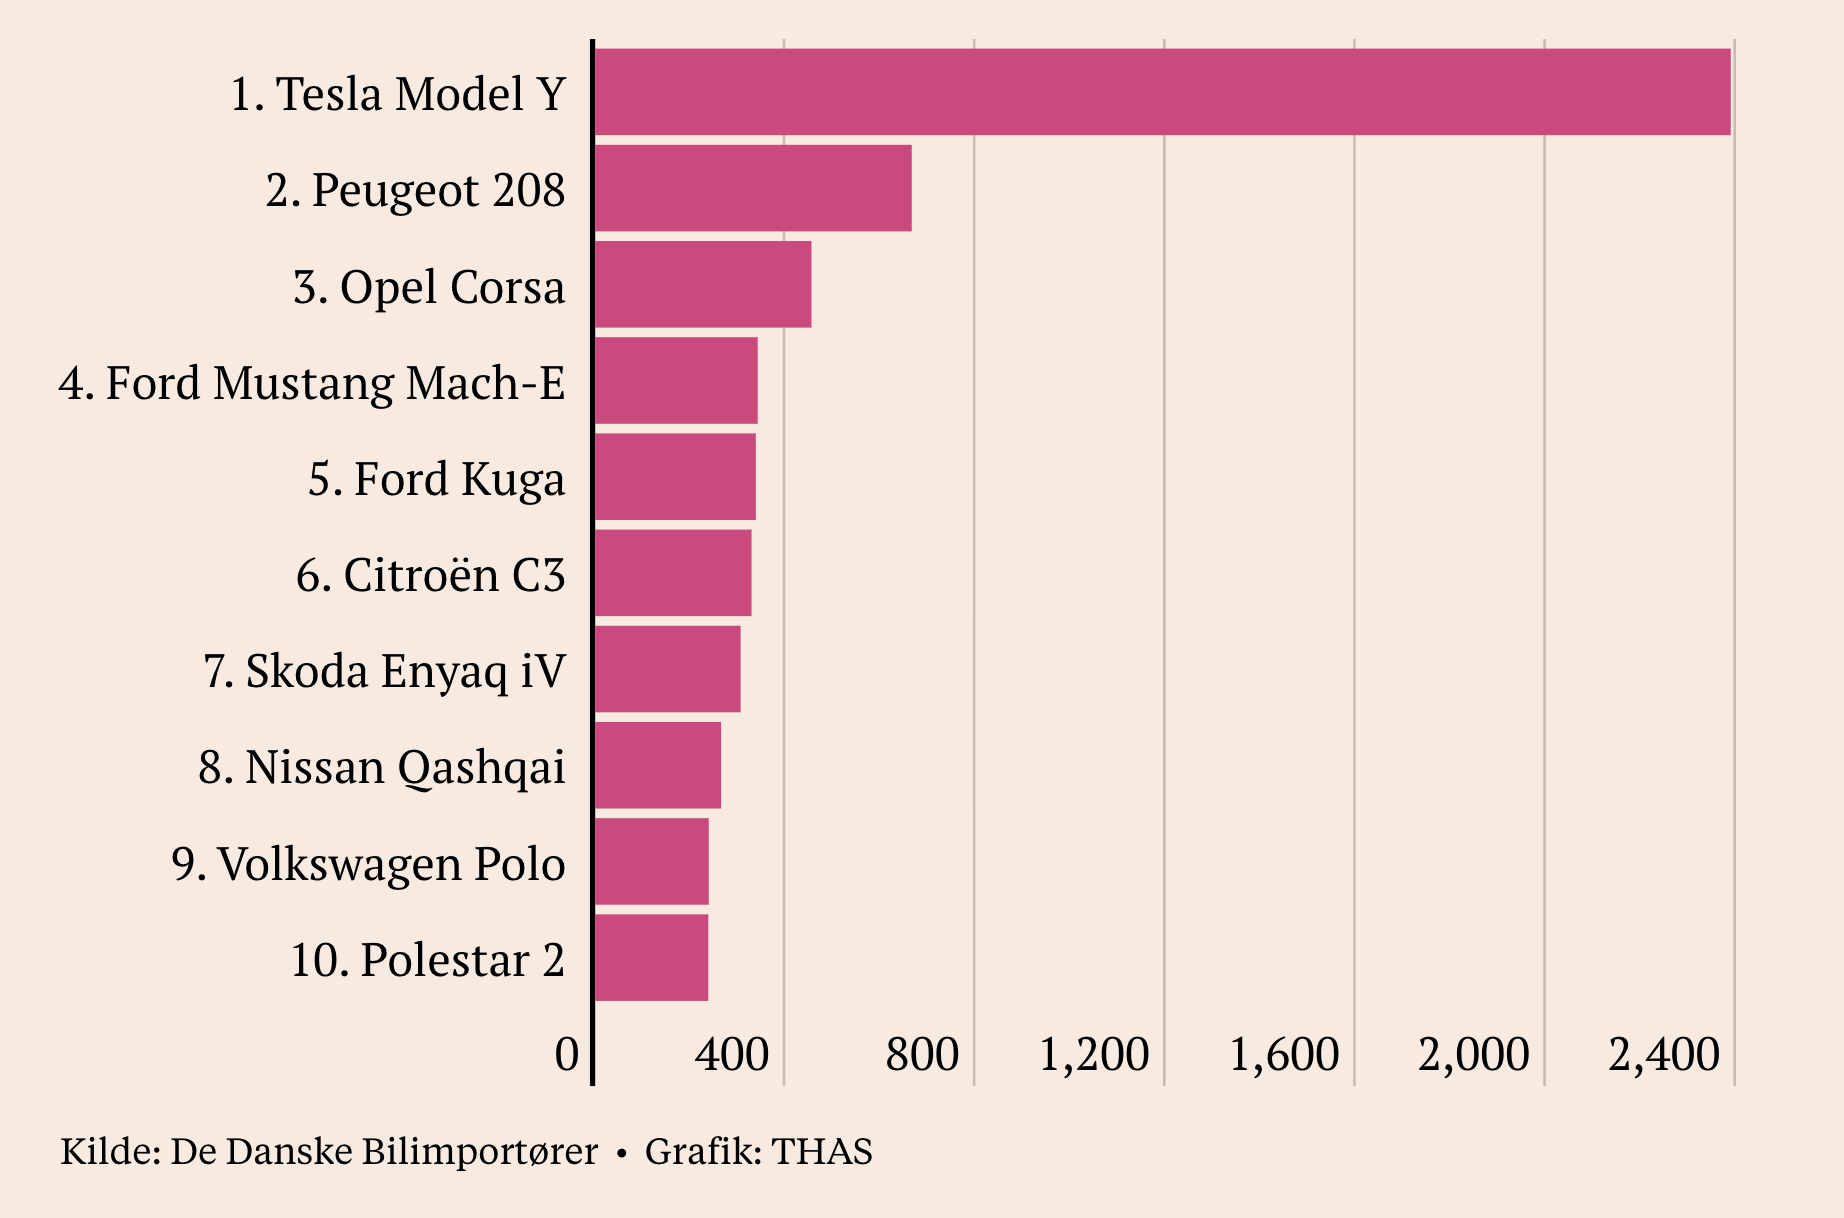 1. Tesla Model Y
2. Peugeot 208
3. Opel Corsa
4. Ford Mustang Mach-E
5. Ford Kuga
6. Citroën C3
7. Skoda Enyaq iV
8. Nissan Qashqai
9. Volkswagen Polo
10. Polestar 2
0 400 800 1,200 1,600 2,000 2,400
Kilde: De Danske Bilimportører • Grafik: THAS